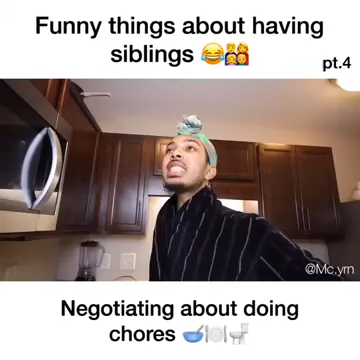 Funny things about having
siblings 😂👨‍👩‍👧‍👦
pt.4
@Mc.yrn
Negotiating about doing
chores 🥣🍽🚽